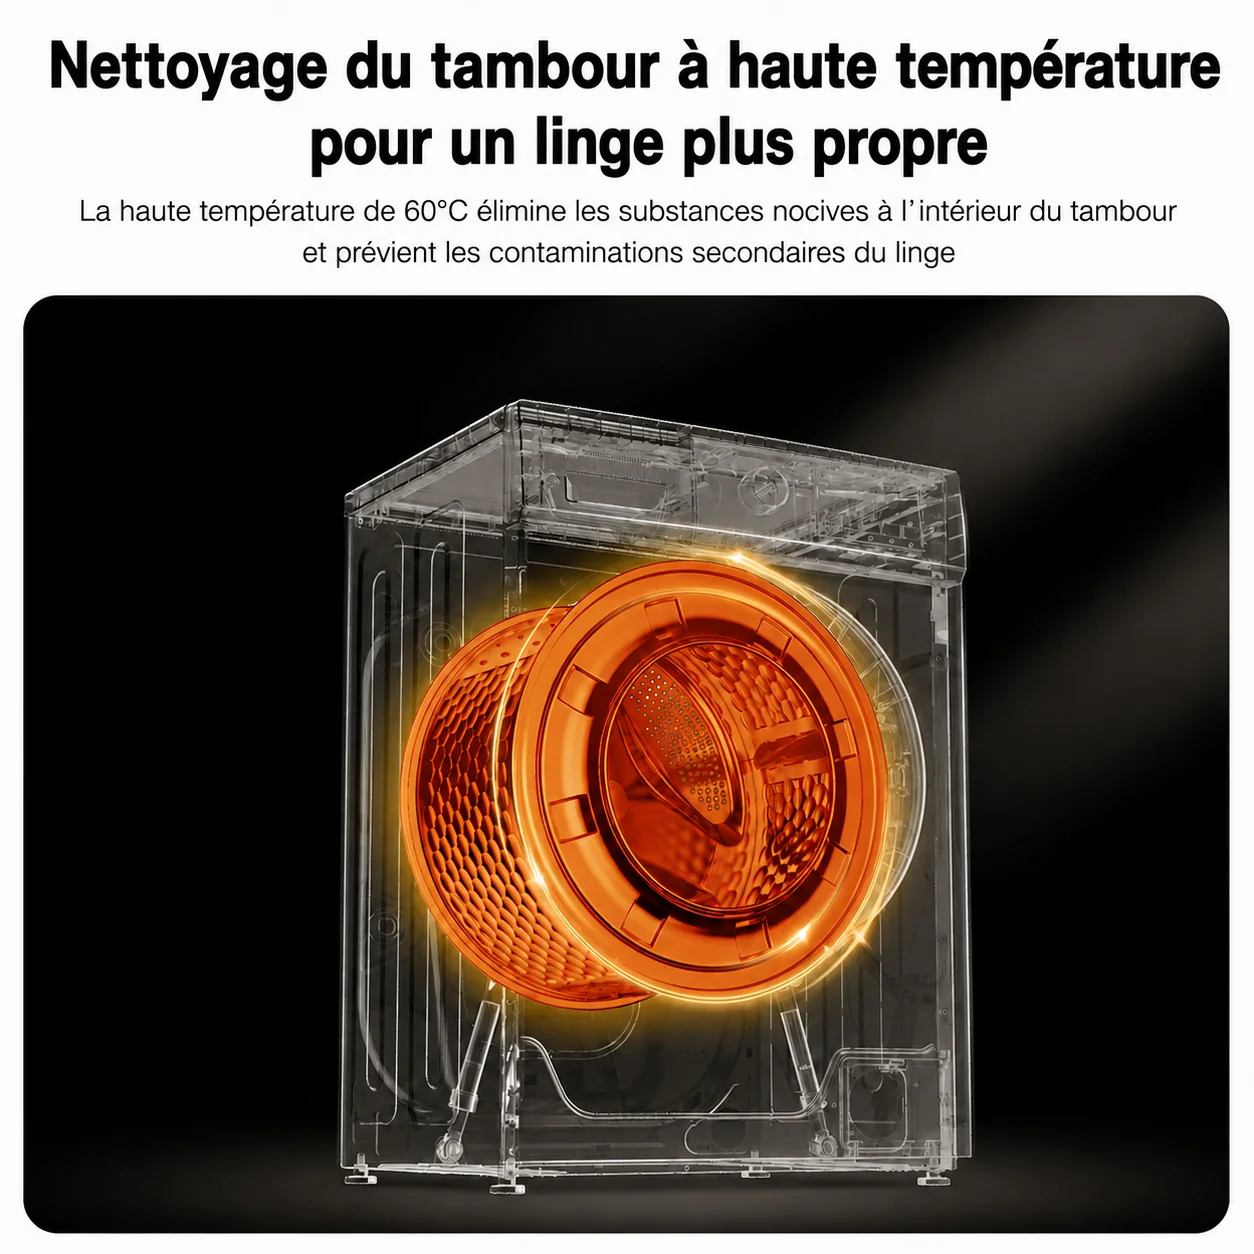 Nettoyage du tambour à haute température
pour un linge plus propre
La haute température de 60°C élimine les substances nocives à l'intérieur du tambour
et prévient les contaminations secondaires du linge